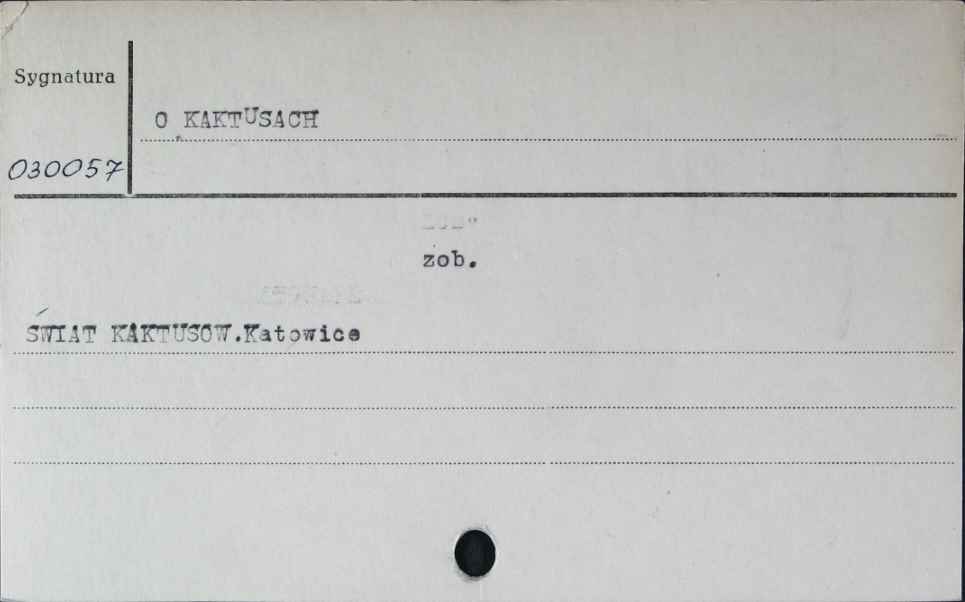 Sygnatura
O KAKTUSACH
030057
zob.
ŚWIAT KAKTUSOW.Katowice